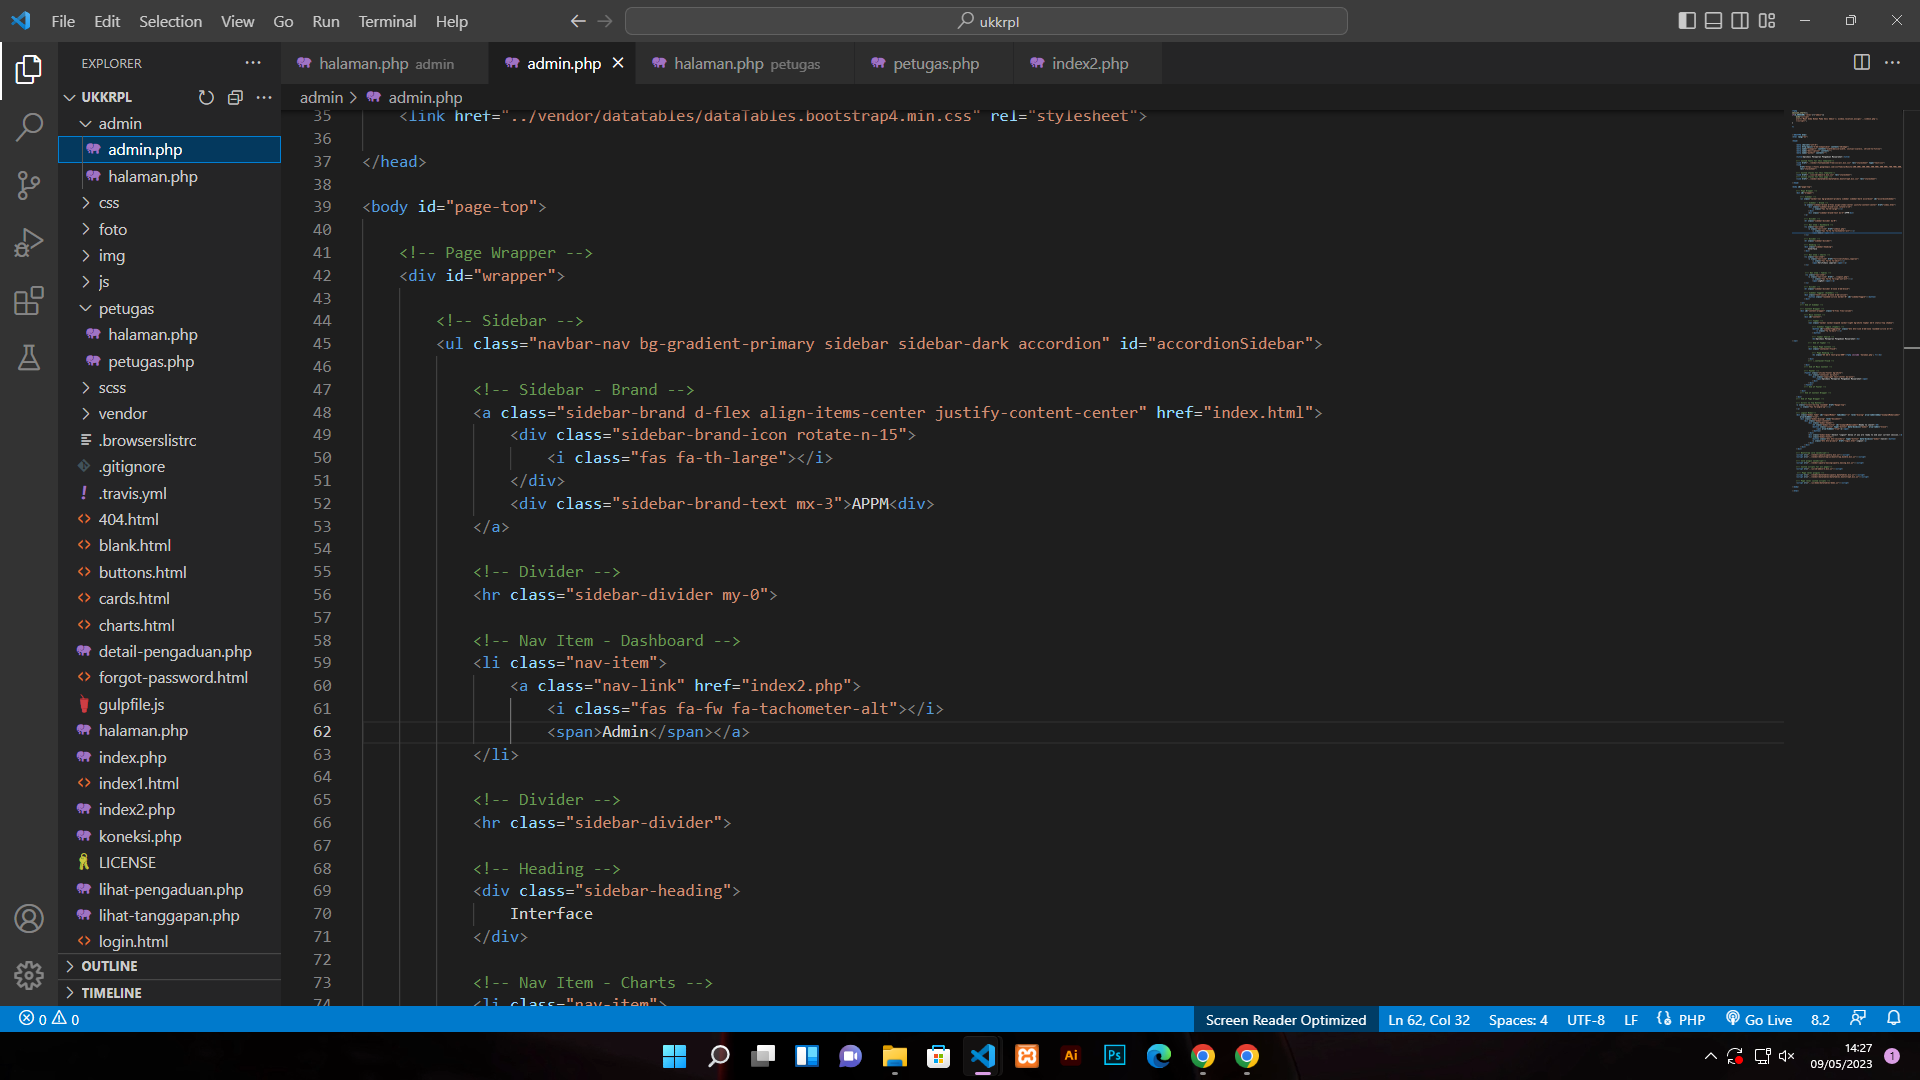 File Edit Selection View Go Run Terminal Help
ukkrpl
EXPLORER
halaman.php admin
admin.php
halaman.php petugas
petugas.php
index2.php
UKKRPL
admin > admin.php
admin
admin.php
halaman.php
css
foto
img
js
petugas
halaman.php
petugas.php
scss
vendor
.browserslistrc
.gitignore
.travis.yml
404.html
blank.html
buttons.html
cards.html
charts.html
detail-pengaduan.php
forgot-password.html
gulpfile.js
halaman.php
index.php
index1.html
index2.php
koneksi.php
LICENSE
lihat-pengaduan.php
lihat-tanggapan.php
login.html
OUTLINE
TIMELINE
35 <link href="../vendor/datatables/dataTables.bootstrap4.min.css" rel="stylesheet">
36
37 </head>
38
39 <body id="page-top">
40
41 <!-- Page Wrapper -->
42 <div id="wrapper">
43
44 <!-- Sidebar -->
45 <ul class="navbar-nav bg-gradient-primary sidebar sidebar-dark accordion" id="accordionSidebar">
46
47 <!-- Sidebar - Brand -->
48 <a class="sidebar-brand d-flex align-items-center justify-content-center" href="index.html">
49 <div class="sidebar-brand-icon rotate-n-15">
50 <i class="fas fa-th-large"></i>
51 </div>
52 <div class="sidebar-brand-text mx-3">APPM<div>
53 </a>
54
55 <!-- Divider -->
56 <hr class="sidebar-divider my-0">
57
58 <!-- Nav Item - Dashboard -->
59 <li class="nav-item">
60 <a class="nav-link" href="index2.php">
61 <i class="fas fa-fw fa-tachometer-alt"></i>
62 <span>Admin</span></a>
63 </li>
64
65 <!-- Divider -->
66 <hr class="sidebar-divider">
67
68 <!-- Heading -->
69 <div class="sidebar-heading">
70 Interface
71 </div>
72
73 <!-- Nav Item - Charts -->
74 <li class="nav-item">
0 0
Screen Reader Optimized
Ln 62, Col 32
Spaces: 4
UTF-8
LF
PHP
Go Live
8.2
Ai
Ps
14:27
09/05/2023
1